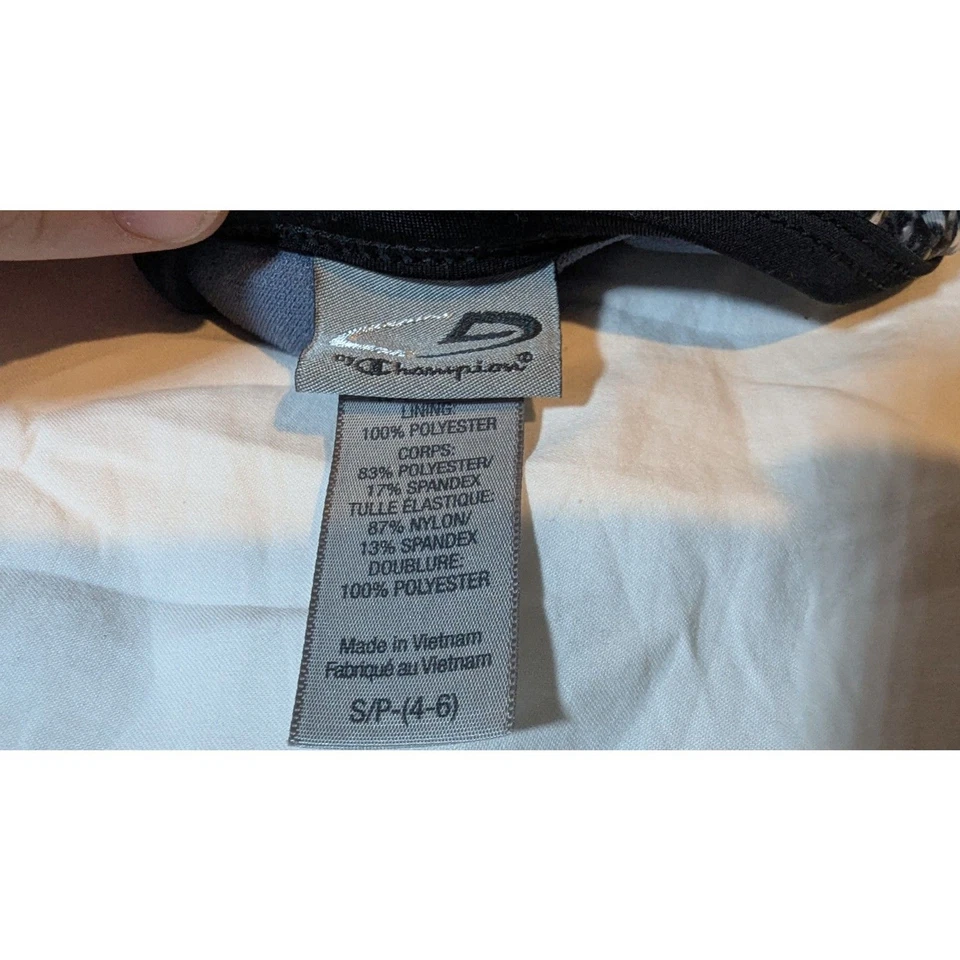 by Champion®
LINING:
100% POLYESTER
CORPS:
83% POLYESTER/
17% SPANDEX
TULLE ÉLASTIQUE:
87% NYLON/
13% SPANDEX
DOUBLURE:
100% POLYESTER
Made in Vietnam
Fabriqué au Vietnam
S/P-(4-6)